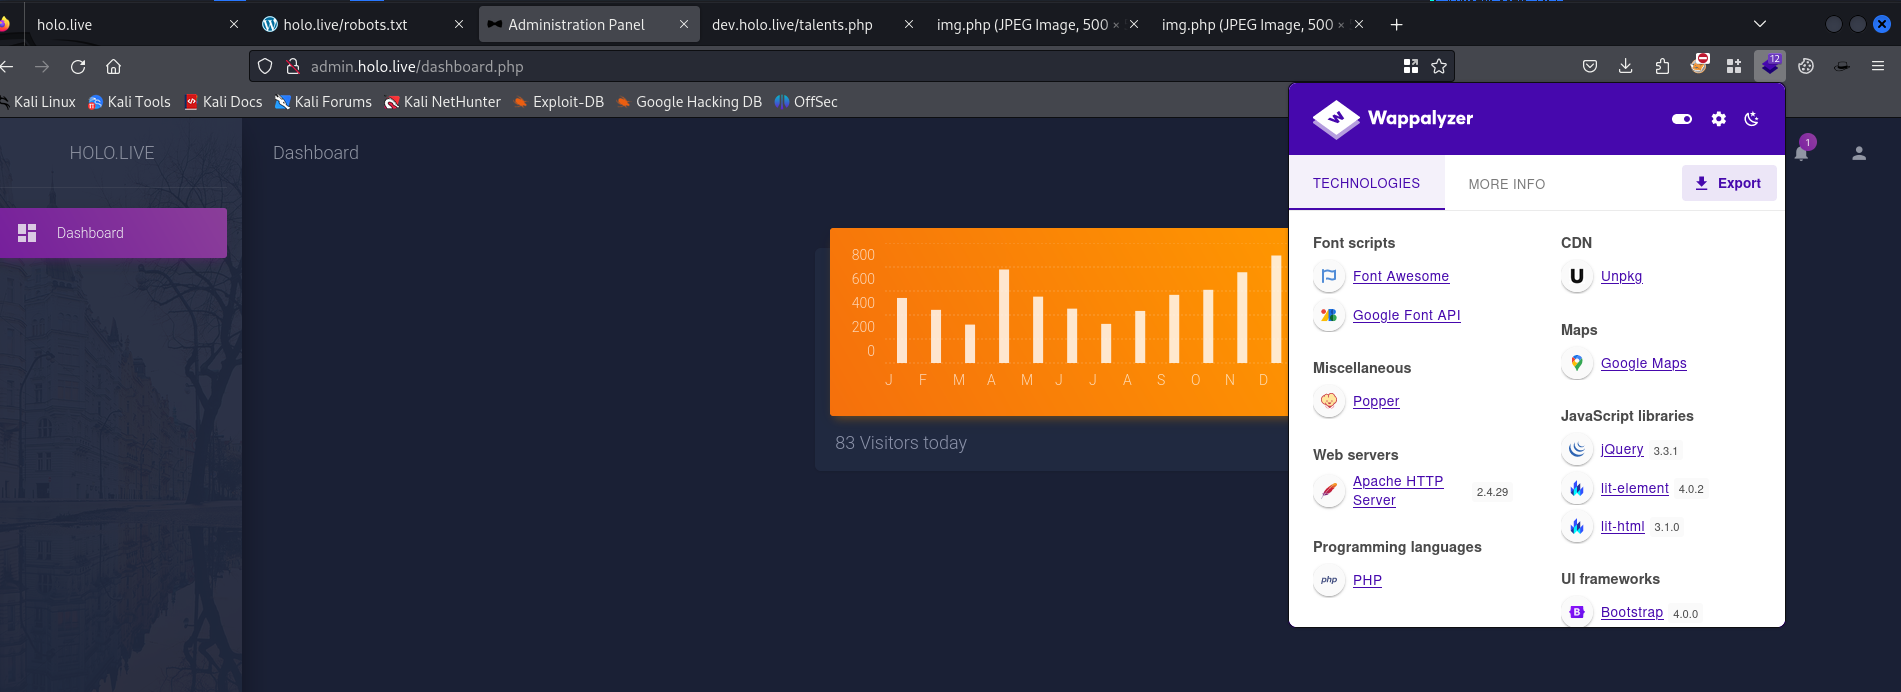 holo.live
holo.live/robots.txt
Administration Panel
dev.holo.live/talents.php
img.php (JPEG Image, 500 ×
img.php (JPEG Image, 500 ×
admin.holo.live/dashboard.php
12
Kali Linux
Kali Tools
Kali Docs
Kali Forums
Kali NetHunter
Exploit-DB
Google Hacking DB
OffSec
HOLO.LIVE
Dashboard
Dashboard
1
800
600
400
200
0
J F M A M J J A S O N D
83 Visitors today
Wappalyzer
TECHNOLOGIES
MORE INFO
Export
Font scripts
Font Awesome
Google Font API
Miscellaneous
Popper
Web servers
Apache HTTP
Server
2.4.29
Programming languages
php
PHP
CDN
U
Unpkg
Maps
Google Maps
JavaScript libraries
jQuery 3.3.1
lit-element 4.0.2
lit-html 3.1.0
UI frameworks
B
Bootstrap 4.0.0